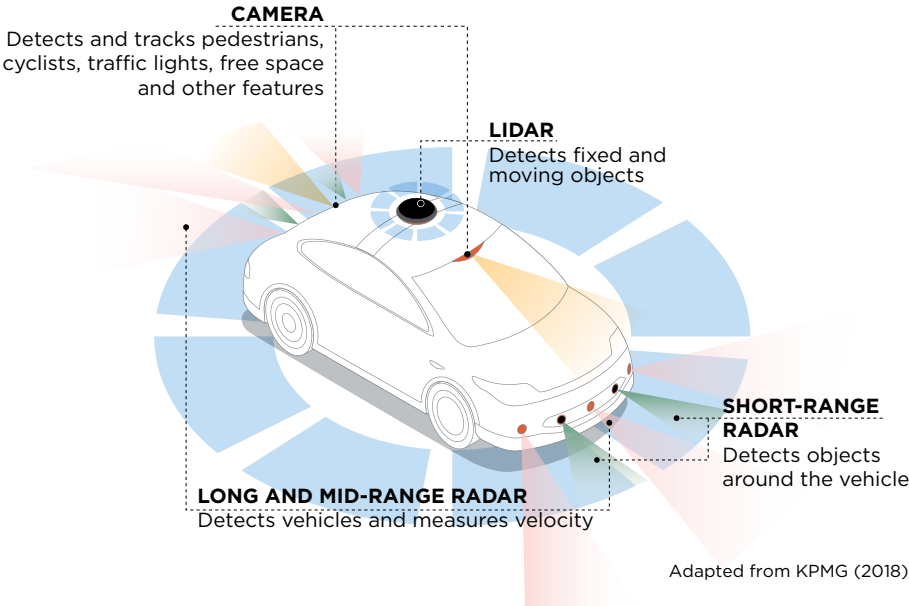 CAMERA
Detects and tracks pedestrians,
cyclists, traffic lights, free space
and other features
LIDAR
Detects fixed and
moving objects
SHORT-RANGE
RADAR
Detects objects
around the vehicle
LONG AND MID-RANGE RADAR
Detects vehicles and measures velocity
Adapted from KPMG (2018)